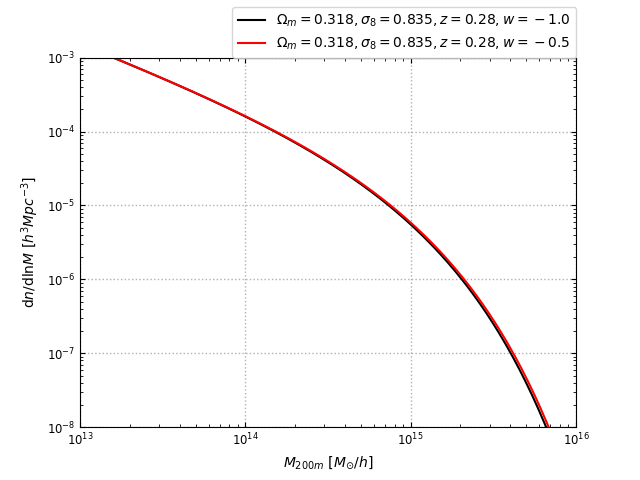 Ωₘ = 0.318, σ₈ = 0.835, z = 0.28, w = −1.0
Ωₘ = 0.318, σ₈ = 0.835, z = 0.28, w = −0.5
10⁻³
10⁻⁴
10⁻⁵
10⁻⁶
10⁻⁷
10⁻⁸
dn/dlnM [h³Mpc⁻³]
10¹³ 10¹⁴ 10¹⁵ 10¹⁶
M₂₀₀ₘ [M⊙/h]